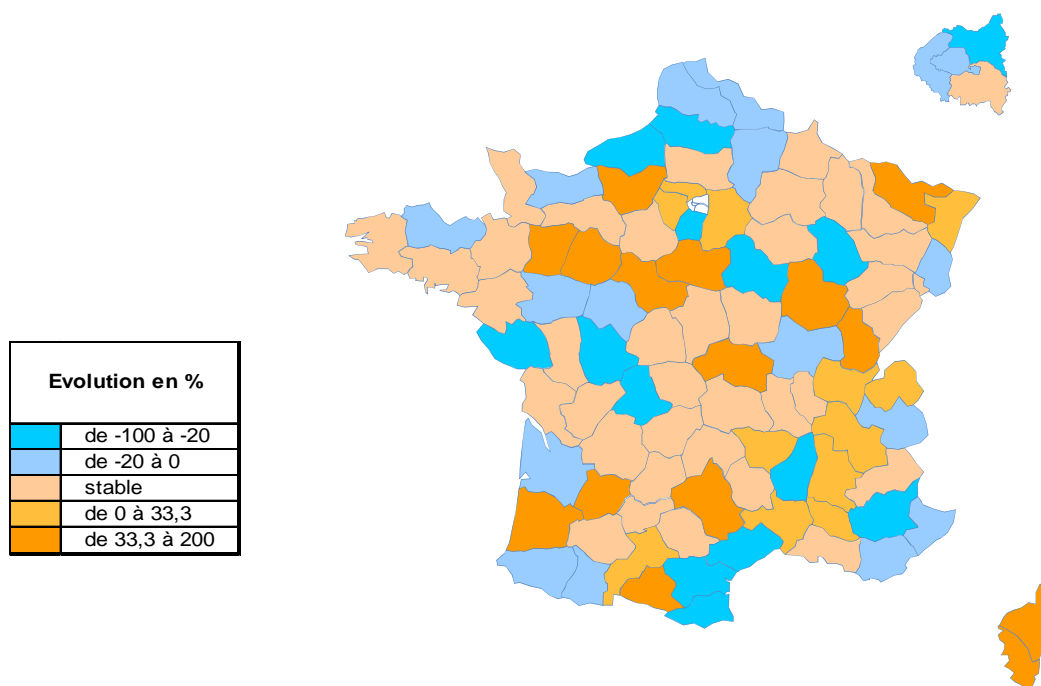 Evolution en %
de -100 à -20
de -20 à 0
stable
de 0 à 33,3
de 33,3 à 200